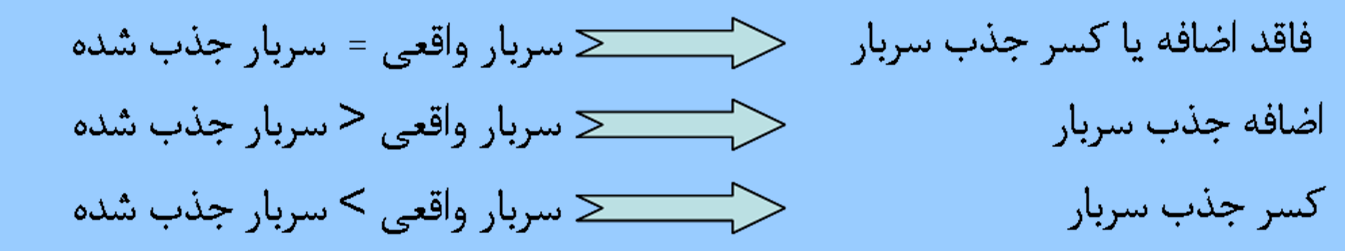 فاقد اضافه یا کسر جذب سربار سربار واقعی = سربار جذب شده
اضافه جذب سربار سربار واقعی < سربار جذب شده
کسر جذب سربار سربار واقعی > سربار جذب شده